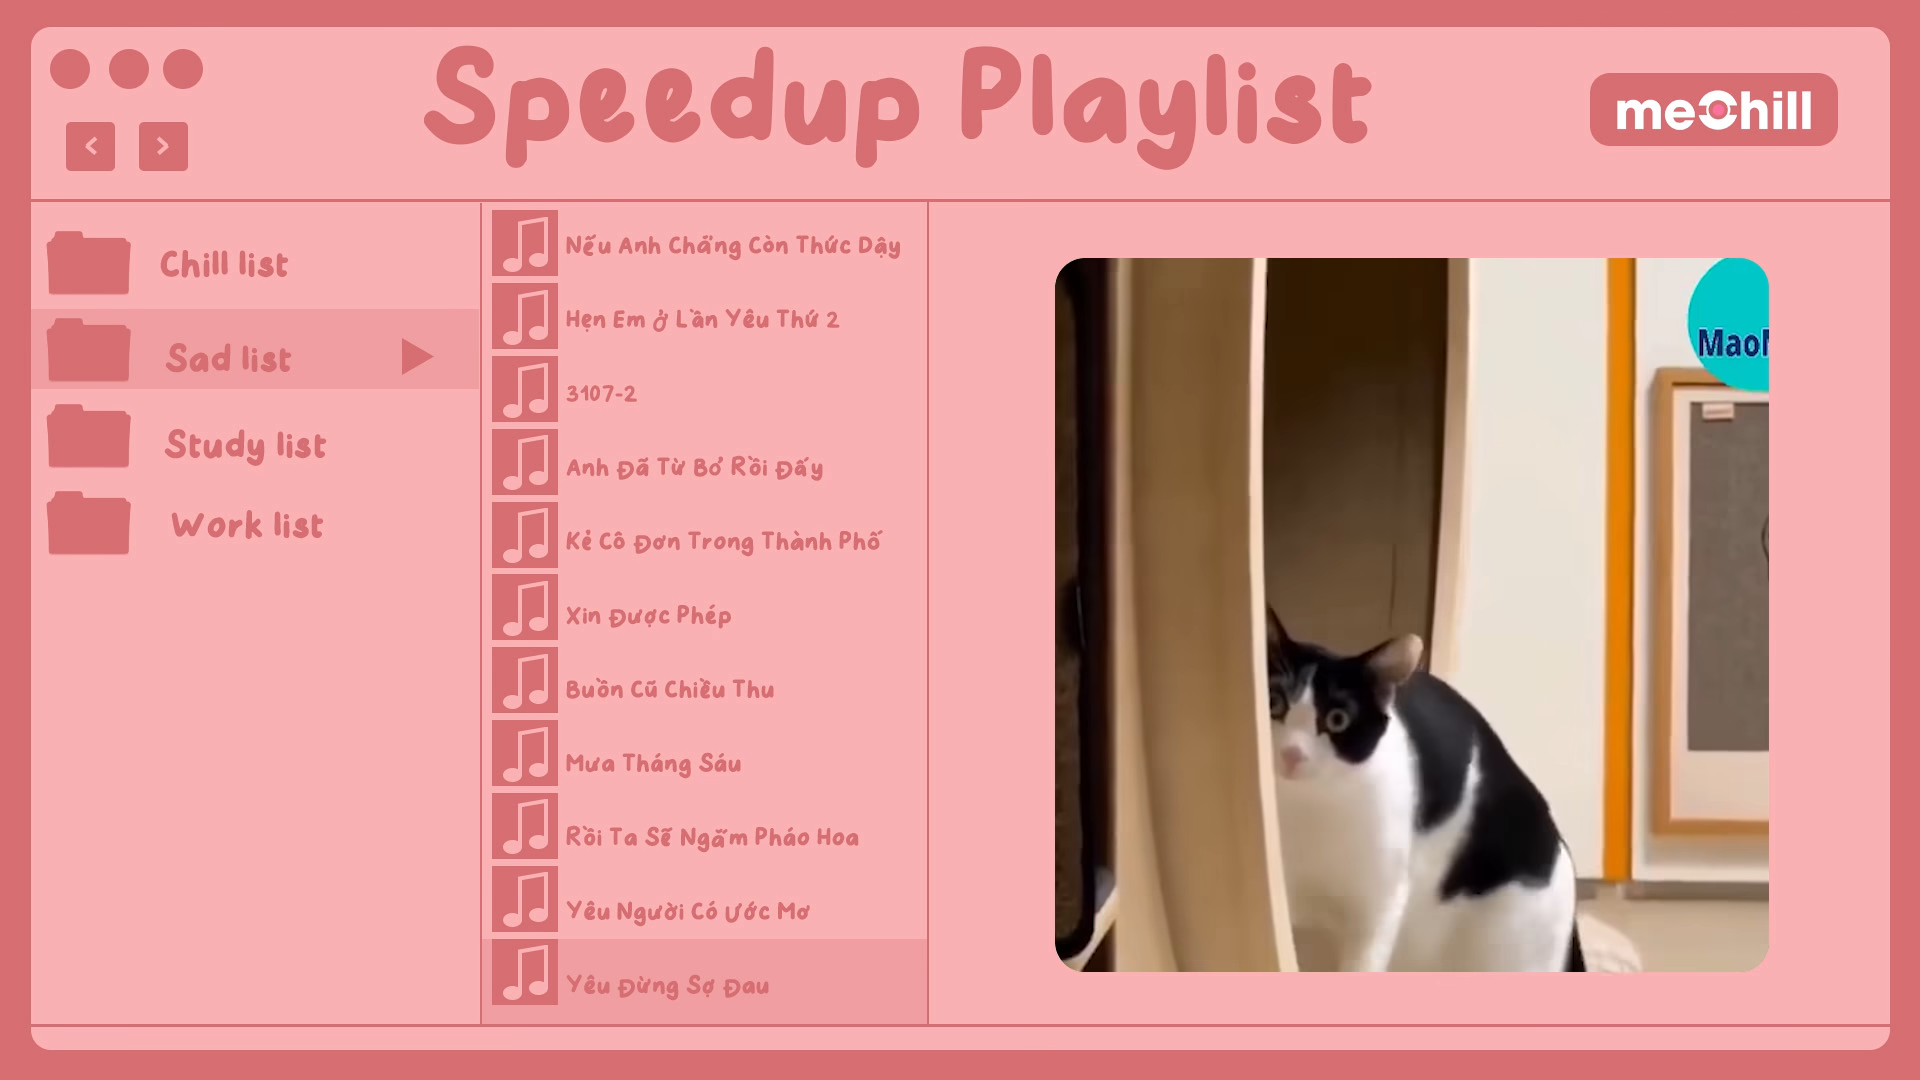 Speedup Playlist
meChill
Chill list
Sad list
Study list
Work list
Nếu Anh Chẳng Còn Thức Dậy
Hẹn Em Ở Lần Yêu Thứ 2
3107-2
Anh Đã Từ Bỏ Rồi Đấy
Kẻ Cô Đơn Trong Thành Phố
Xin Được Phép
Buồn Cũ Chiều Thu
Mưa Tháng Sáu
Rồi Ta Sẽ Ngắm Pháo Hoa
Yêu Người Có Ước Mơ
Yêu Đừng Sợ Đau